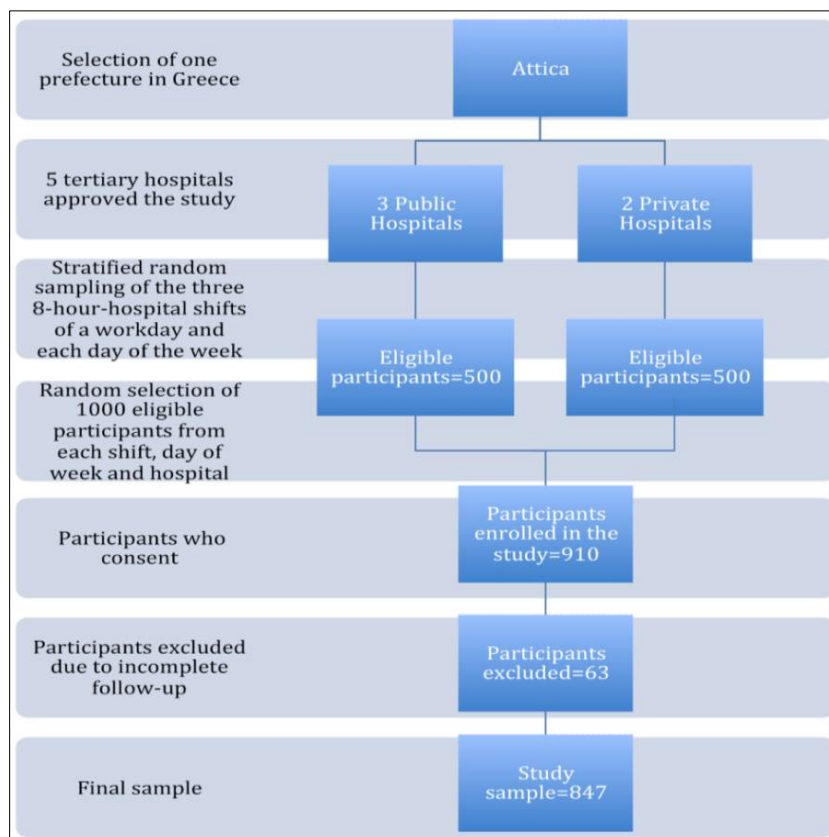 Selection of one
prefecture in Greece
Attica
5 tertiary hospitals
approved the study
3 Public
Hospitals
2 Private
Hospitals
Stratified random
sampling of the three
8-hour-hospital shifts
of a workday and
each day of the week
Eligible
participants=500
Eligible
participants=500
Random selection of
1000 eligible
participants from
each shift, day of
week and hospital
Participants who
consent
Participants
enrolled in the
study=910
Participants excluded
due to incomplete
follow-up
Participants
excluded=63
Final sample
Study
sample=847